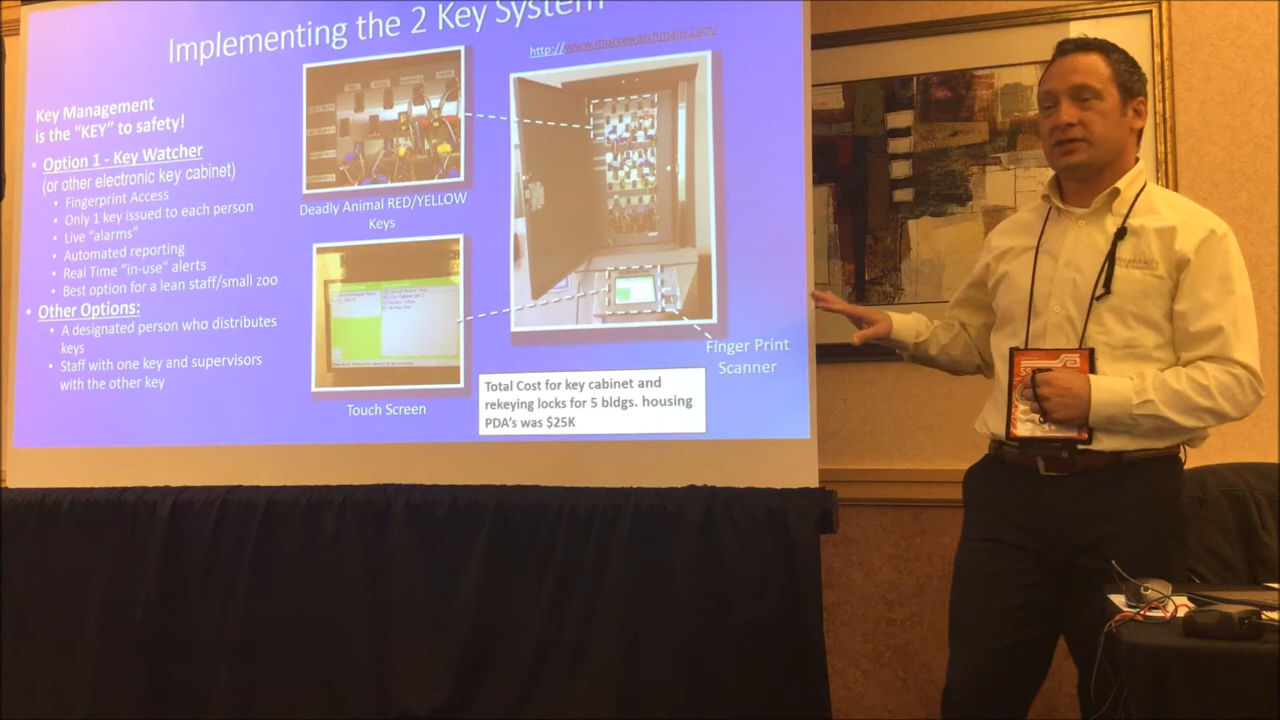 Implementing the 2 Key System
http://www.morsewatchmans.com/
Key Management
is the "KEY" to safety!
• Option 1 - Key Watcher
(or other electronic key cabinet)
• Fingerprint Access
• Only 1 key issued to each person
• Live "alarms"
• Automated reporting
• Real Time "in-use" alerts
• Best option for a lean staff/small zoo
• Other Options:
• A designated person who distributes
keys
• Staff with one key and supervisors
with the other key
Deadly Animal RED/YELLOW
Keys
Touch Screen
Finger Print
Scanner
Total Cost for key cabinet and
rekeying locks for 5 bldgs. housing
PDA's was $25K